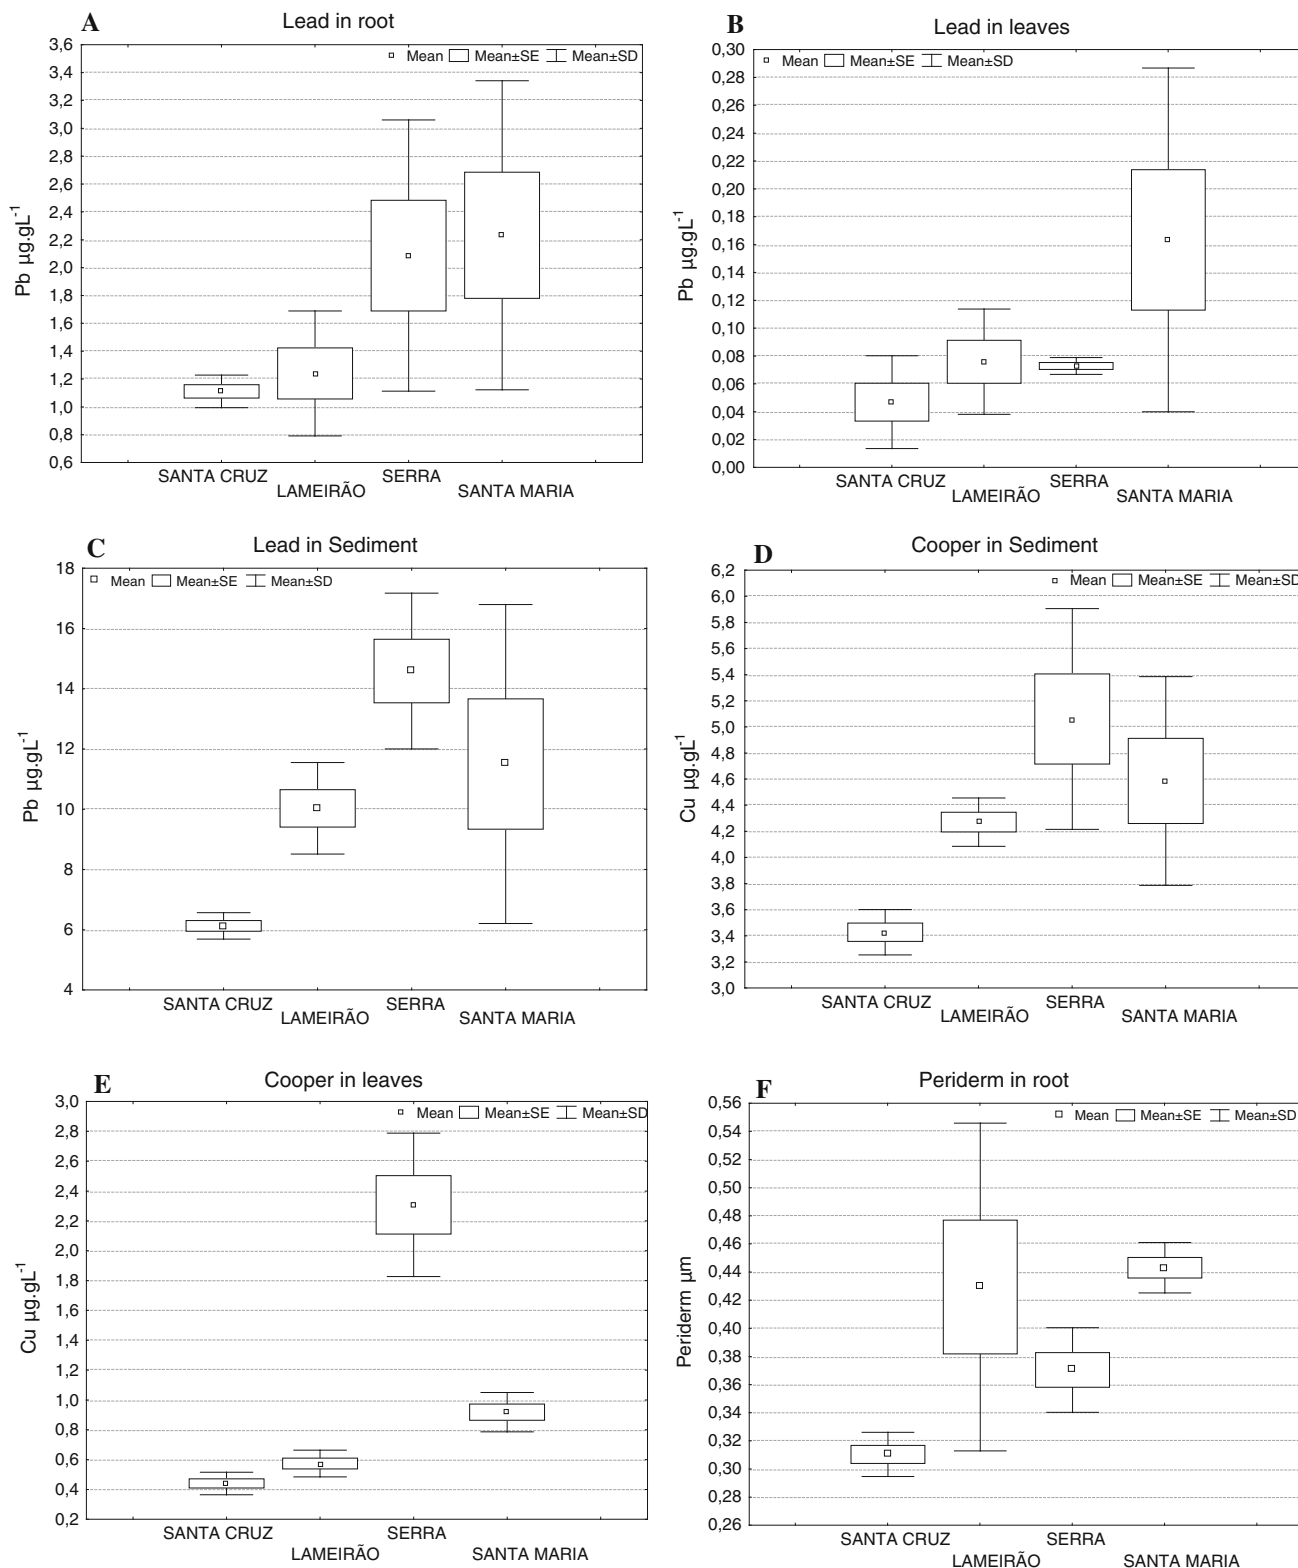 A
Lead in root
Mean Mean±SE Mean±SD
3,6
3,4
3,2
3,0
2,8
2,6
2,4
2,2
2,0
1,8
1,6
1,4
1,2
1,0
0,8
0,6
Pb µg.gL-1
SANTA CRUZ
LAMEIRÃO
SERRA
SANTA MARIA
B
Lead in leaves
Mean Mean±SE Mean±SD
0,30
0,28
0,26
0,24
0,22
0,20
0,18
0,16
0,14
0,12
0,10
0,08
0,06
0,04
0,02
0,00
Pb µg.gL-1
SANTA CRUZ
LAMEIRÃO
SERRA
SANTA MARIA
C
Lead in Sediment
Mean Mean±SE Mean±SD
18
16
14
12
10
8
6
4
Pb µg.gL-1
SANTA CRUZ
LAMEIRÃO
SERRA
SANTA MARIA
D
Cooper in Sediment
Mean Mean±SE Mean±SD
6,2
6,0
5,8
5,6
5,4
5,2
5,0
4,8
4,6
4,4
4,2
4,0
3,8
3,6
3,4
3,2
3,0
Cu µg.gL-1
SANTA CRUZ
LAMEIRÃO
SERRA
SANTA MARIA
E
Cooper in leaves
Mean Mean±SE Mean±SD
3,0
2,8
2,6
2,4
2,2
2,0
1,8
1,6
1,4
1,2
1,0
0,8
0,6
0,4
0,2
Cu µg.gL-1
SANTA CRUZ
LAMEIRÃO
SERRA
SANTA MARIA
F
Periderm in root
Mean Mean±SE Mean±SD
0,56
0,54
0,52
0,50
0,48
0,46
0,44
0,42
0,40
0,38
0,36
0,34
0,32
0,30
0,28
0,26
Periderm µm
SANTA CRUZ
LAMEIRÃO
SERRA
SANTA MARIA